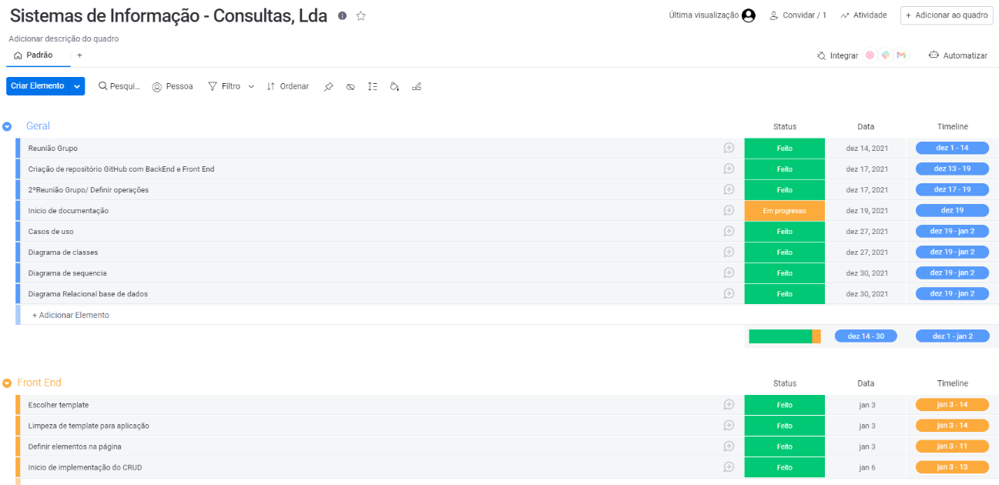 Sistemas de Informação - Consultas, Lda
Última visualização Convidar / 1 Atividade + Adicionar ao quadro
Adicionar descrição do quadro
Padrão + Integrar Automatizar
Criar Elemento Pesqui... Pessoa Filtro Ordenar
Geral Status Data Timeline
Reunião Grupo Feito dez 14, 2021 dez 1 - 14
Criação de repositório GitHub com BackEnd e Front End Feito dez 17, 2021 dez 13 - 19
2ºReunião Grupo/ Definir operações Feito dez 17, 2021 dez 17 - 19
Inicio de documentação Em progresso dez 19, 2021 dez 19
Casos de uso Feito dez 27, 2021 dez 19 - jan 2
Diagrama de classes Feito dez 27, 2021 dez 19 - jan 2
Diagrama de sequencia Feito dez 30, 2021 dez 19 - jan 2
Diagrama Relacional base de dados Feito dez 30, 2021 dez 19 - jan 2
+ Adicionar Elemento
dez 14 - 30 dez 1 - jan 2
Front End Status Data Timeline
Escolher template Feito jan 3 jan 3 - 14
Limpeza de template para aplicação Feito jan 3 jan 3 - 14
Definir elementos na página Feito jan 3 jan 3 - 11
Inicio de implementação do CRUD Feito jan 6 jan 3 - 13